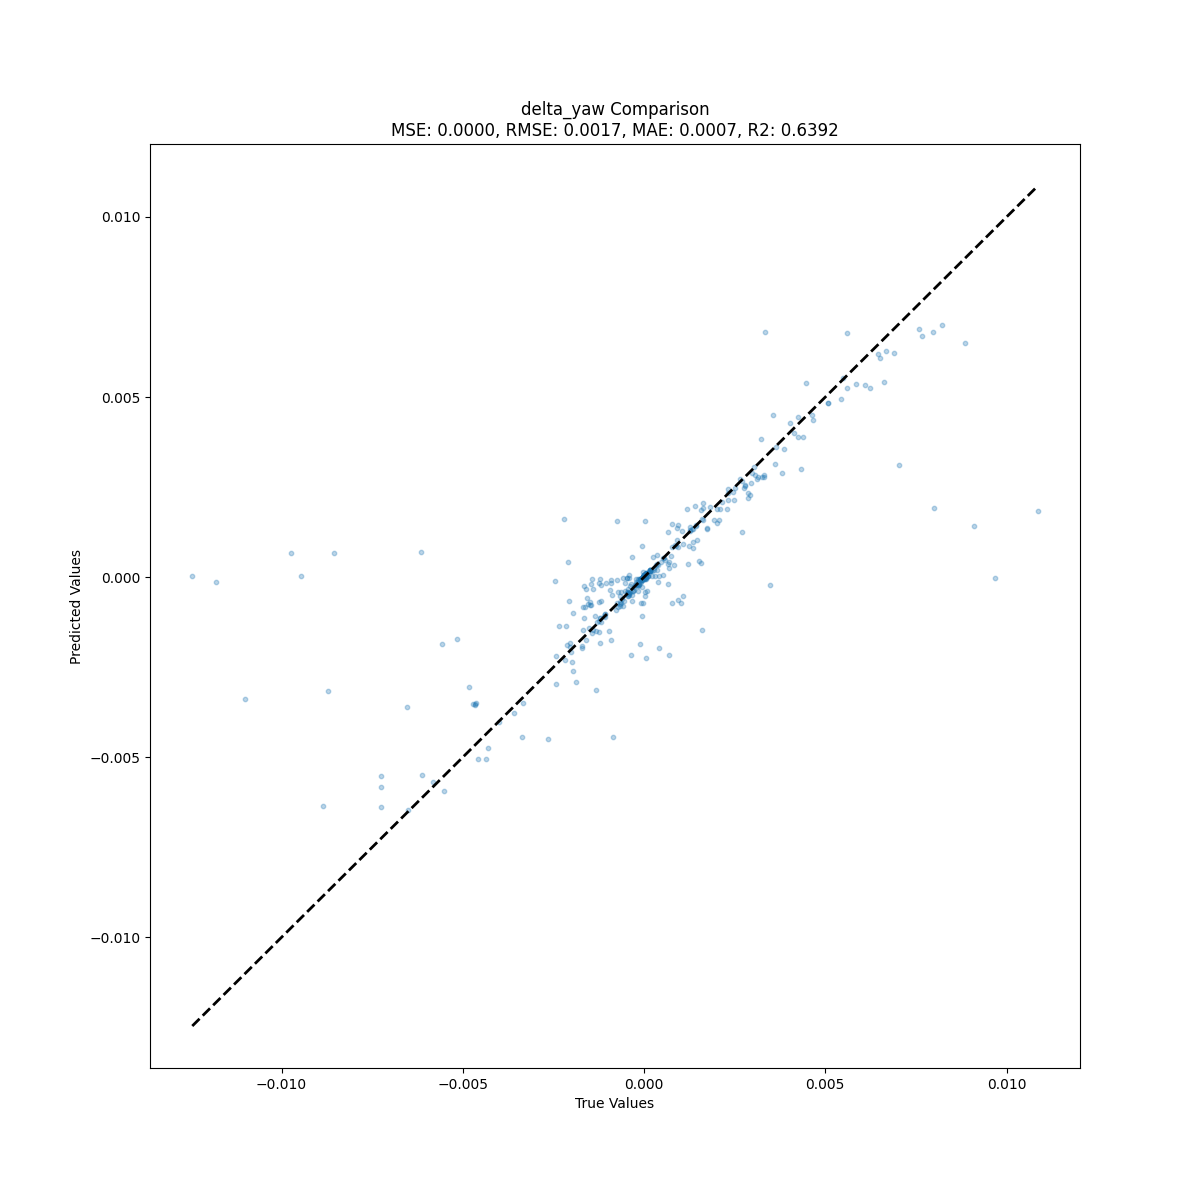 delta_yaw Comparison
MSE: 0.0000, RMSE: 0.0017, MAE: 0.0007, R2: 0.6392
0.010
0.005
0.000
−0.005
−0.010
Predicted Values
−0.010 −0.005 0.000 0.005 0.010
True Values